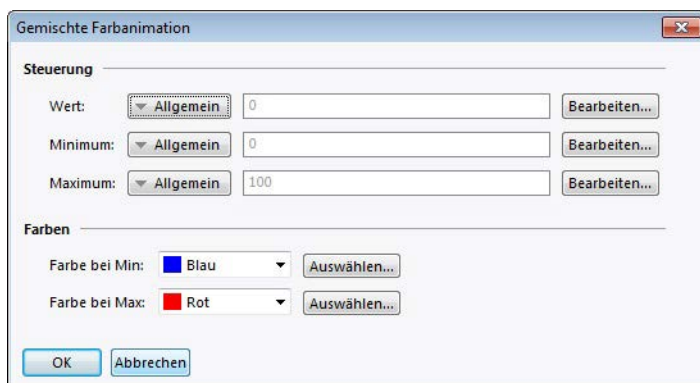 Gemischte Farbanimation
Steuerung
Wert: Allgemein 0 Bearbeiten...
Minimum: Allgemein 0 Bearbeiten...
Maximum: Allgemein 100 Bearbeiten...
Farben
Farbe bei Min: Blau Auswählen...
Farbe bei Max: Rot Auswählen...
OK Abbrechen